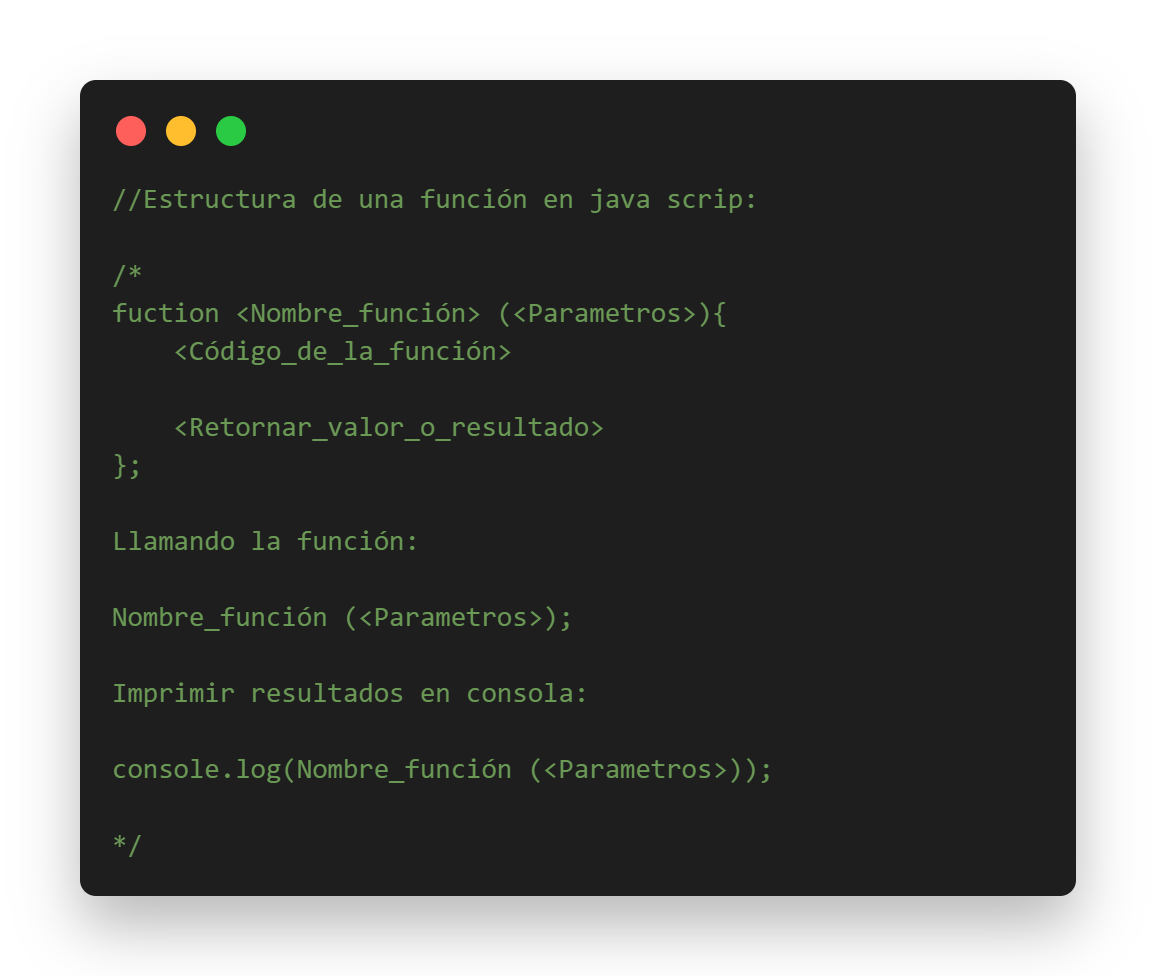 //Estructura de una función en java scrip:
/*
fuction <Nombre_función> (<Parametros>){
    <Código_de_la_función>
    <Retornar_valor_o_resultado>
};
Llamando la función:
Nombre_función (<Parametros>);
Imprimir resultados en consola:
console.log(Nombre_función (<Parametros>));
*/